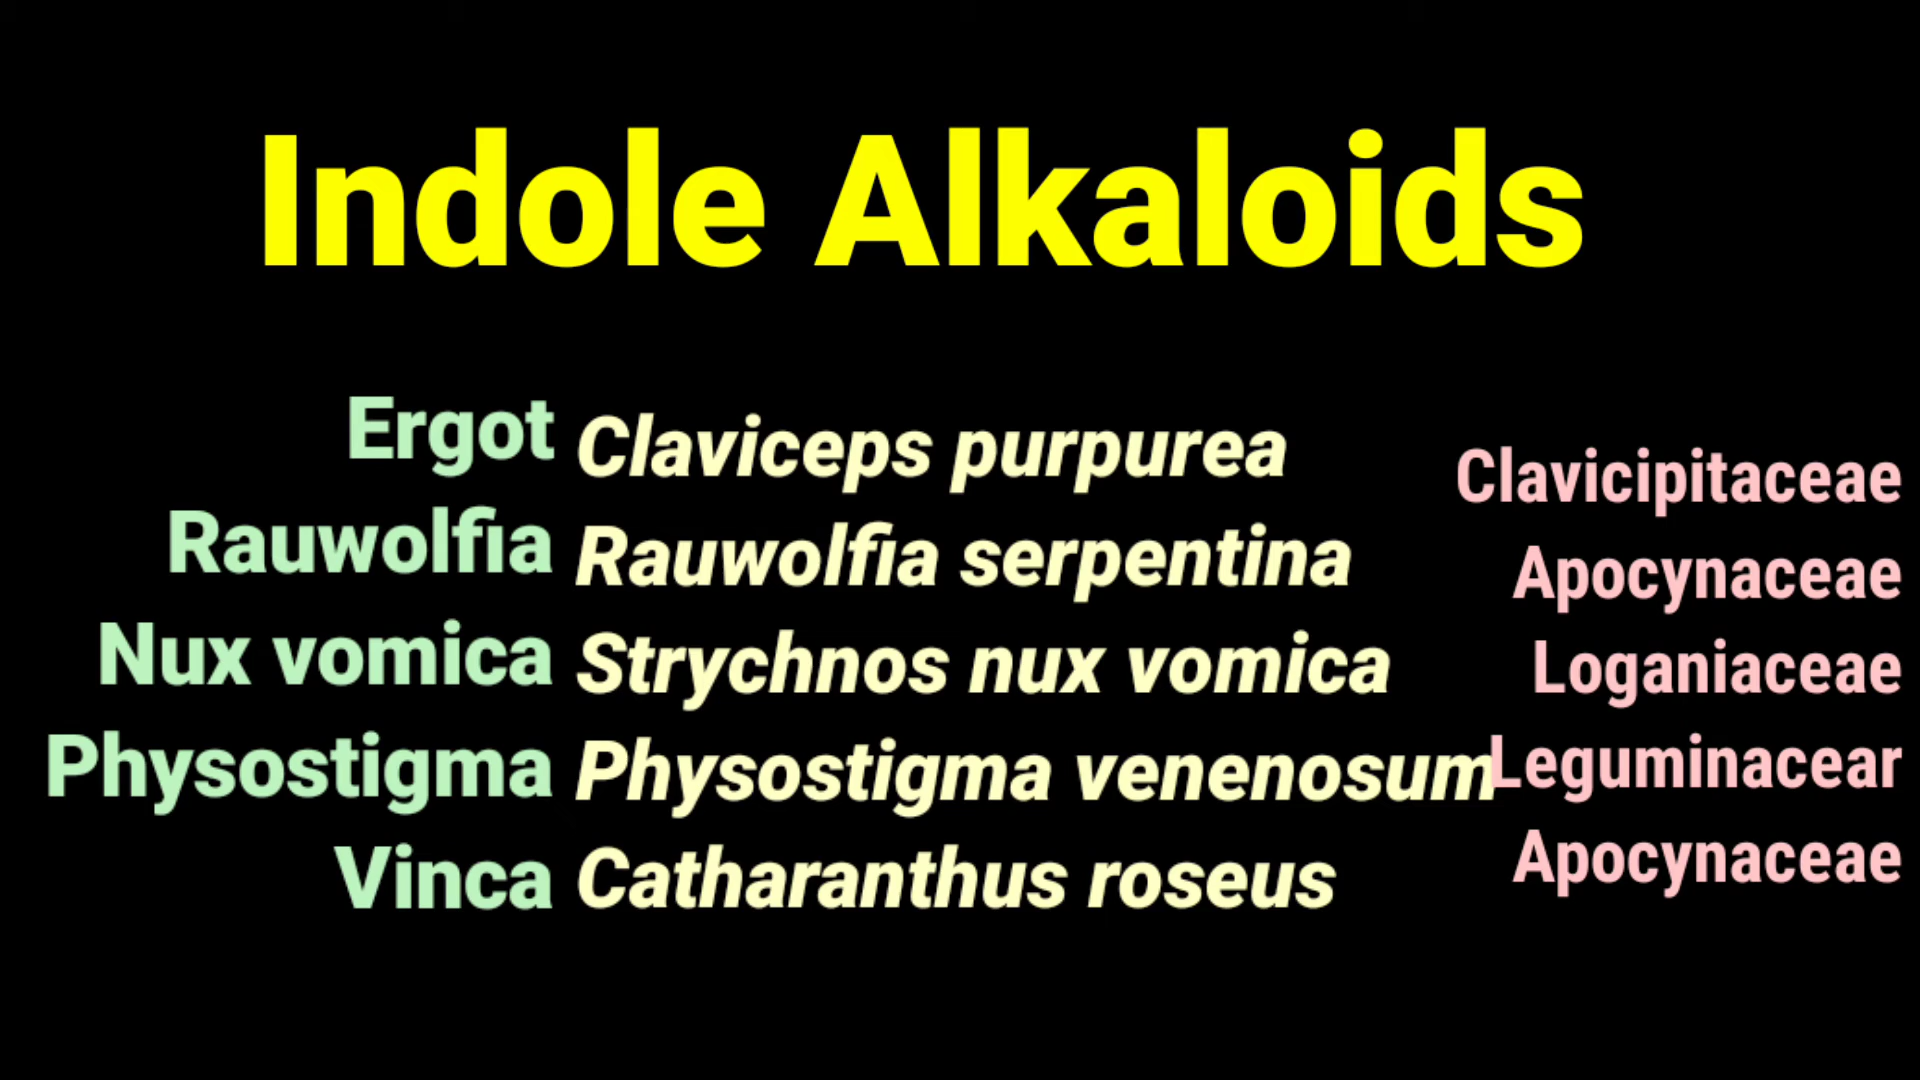 Indole Alkaloids
Ergot Claviceps purpurea Clavicipitaceae
Rauwolfia Rauwolfia serpentina Apocynaceae
Nux vomica Strychnos nux vomica Loganiaceae
Physostigma Physostigma venenosum Leguminacear
Vinca Catharanthus roseus Apocynaceae